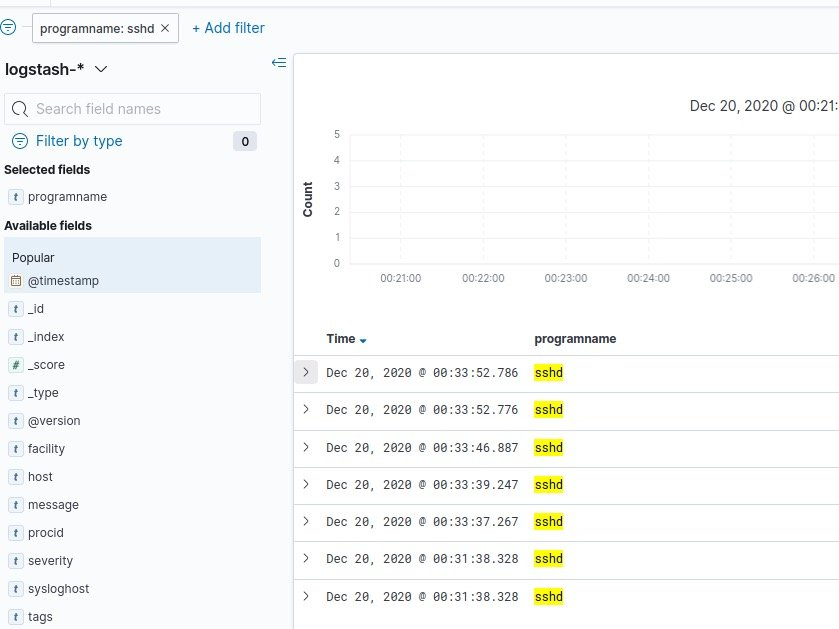 programname: sshd ×
+ Add filter
logstash-*
Search field names
Filter by type 0
Selected fields
t programname
Available fields
Popular
@timestamp
t _id
t _index
# _score
t _type
t @version
t facility
t host
t message
t procid
t severity
t sysloghost
t tags
Dec 20, 2020 @ 00:21:
Count
5
4
3
2
1
0
00:21:00 00:22:00 00:23:00 00:24:00 00:25:00 00:26:00
Time programname
Dec 20, 2020 @ 00:33:52.786 sshd
Dec 20, 2020 @ 00:33:52.776 sshd
Dec 20, 2020 @ 00:33:46.887 sshd
Dec 20, 2020 @ 00:33:39.247 sshd
Dec 20, 2020 @ 00:33:37.267 sshd
Dec 20, 2020 @ 00:31:38.328 sshd
Dec 20, 2020 @ 00:31:38.328 sshd